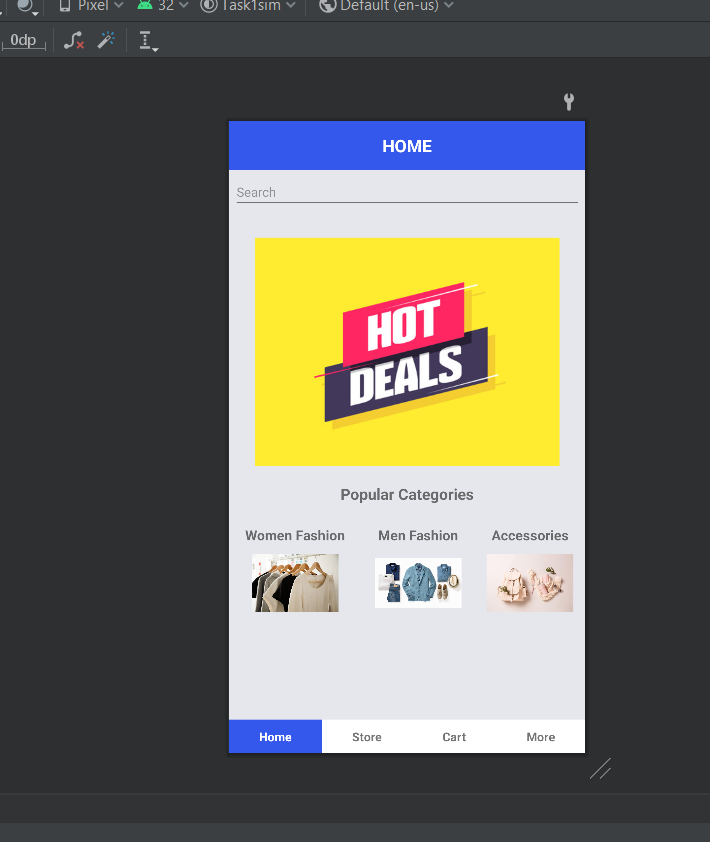 Pixel 32 Task1sim Default (en-us)
0dp
HOME
Search
HOT
DEALS
Popular Categories
Women Fashion Men Fashion Accessories
Home Store Cart More